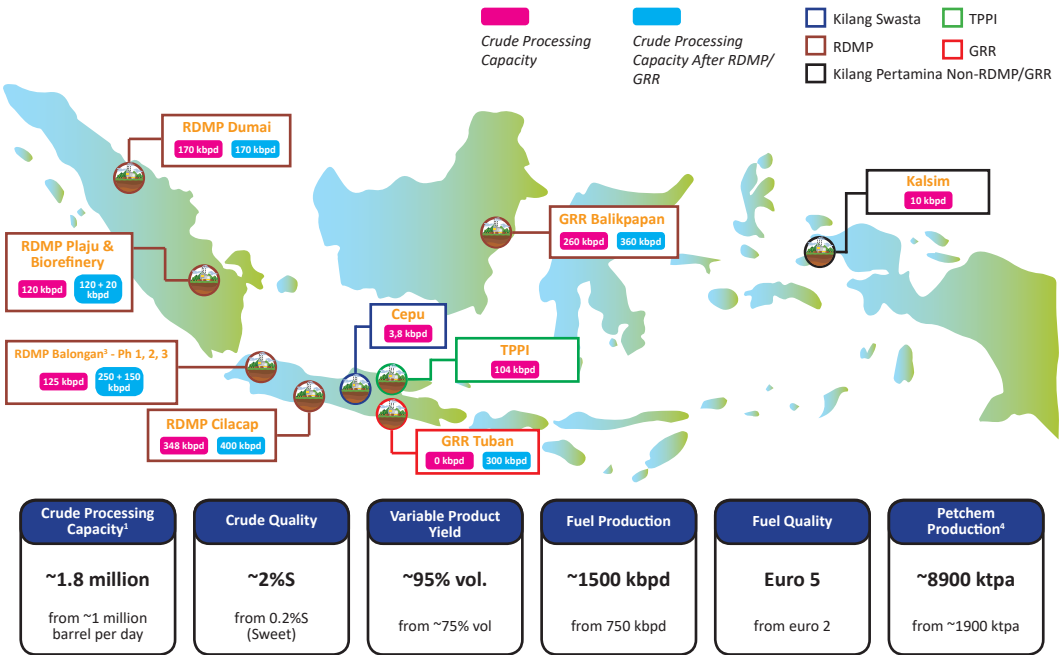 Crude Processing
Capacity
Crude Processing
Capacity After RDMP/
GRR
Kilang Swasta
TPPI
RDMP
GRR
Kilang Pertamina Non-RDMP/GRR
RDMP Dumai
170 kbpd
170 kbpd
Kalsim
10 kbpd
GRR Balikpapan
260 kbpd
360 kbpd
RDMP Plaju &
Biorefinery
120 kbpd
120 + 20
kbpd
Cepu
3,8 kbpd
TPPI
104 kbpd
RDMP Balongan³ - Ph 1, 2, 3
125 kbpd
250 + 150
kbpd
RDMP Cilacap
348 kbpd
400 kbpd
GRR Tuban
0 kbpd
300 kbpd
Crude Processing
Capacity¹
~1.8 million
from ~1 million
barrel per day
Crude Quality
~2%S
from 0.2%S
(Sweet)
Variable Product
Yield
~95% vol.
from ~75% vol
Fuel Production
~1500 kbpd
from 750 kbpd
Fuel Quality
Euro 5
from euro 2
Petchem
Production⁴
~8900 ktpa
from ~1900 ktpa